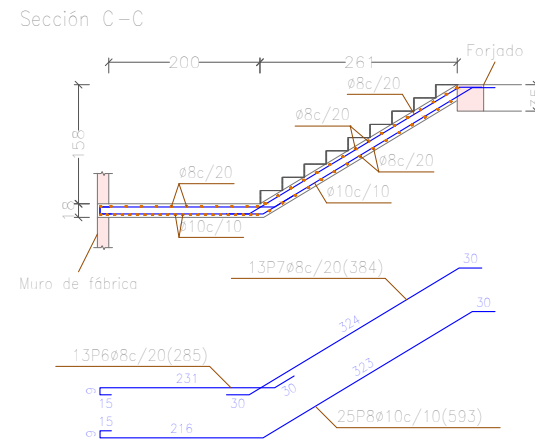 Sección C-C
Forjado
200
261
ø8c/20
35
ø8c/20
158
ø8c/20
ø8c/20
ø10c/10
18
ø10c/10
Muro de fábrica
30
13P7ø8c/20(384)
30
324
13P6ø8c/20(285)
323
231
30
9
15
30
15
216
9
25P8ø10c/10(593)